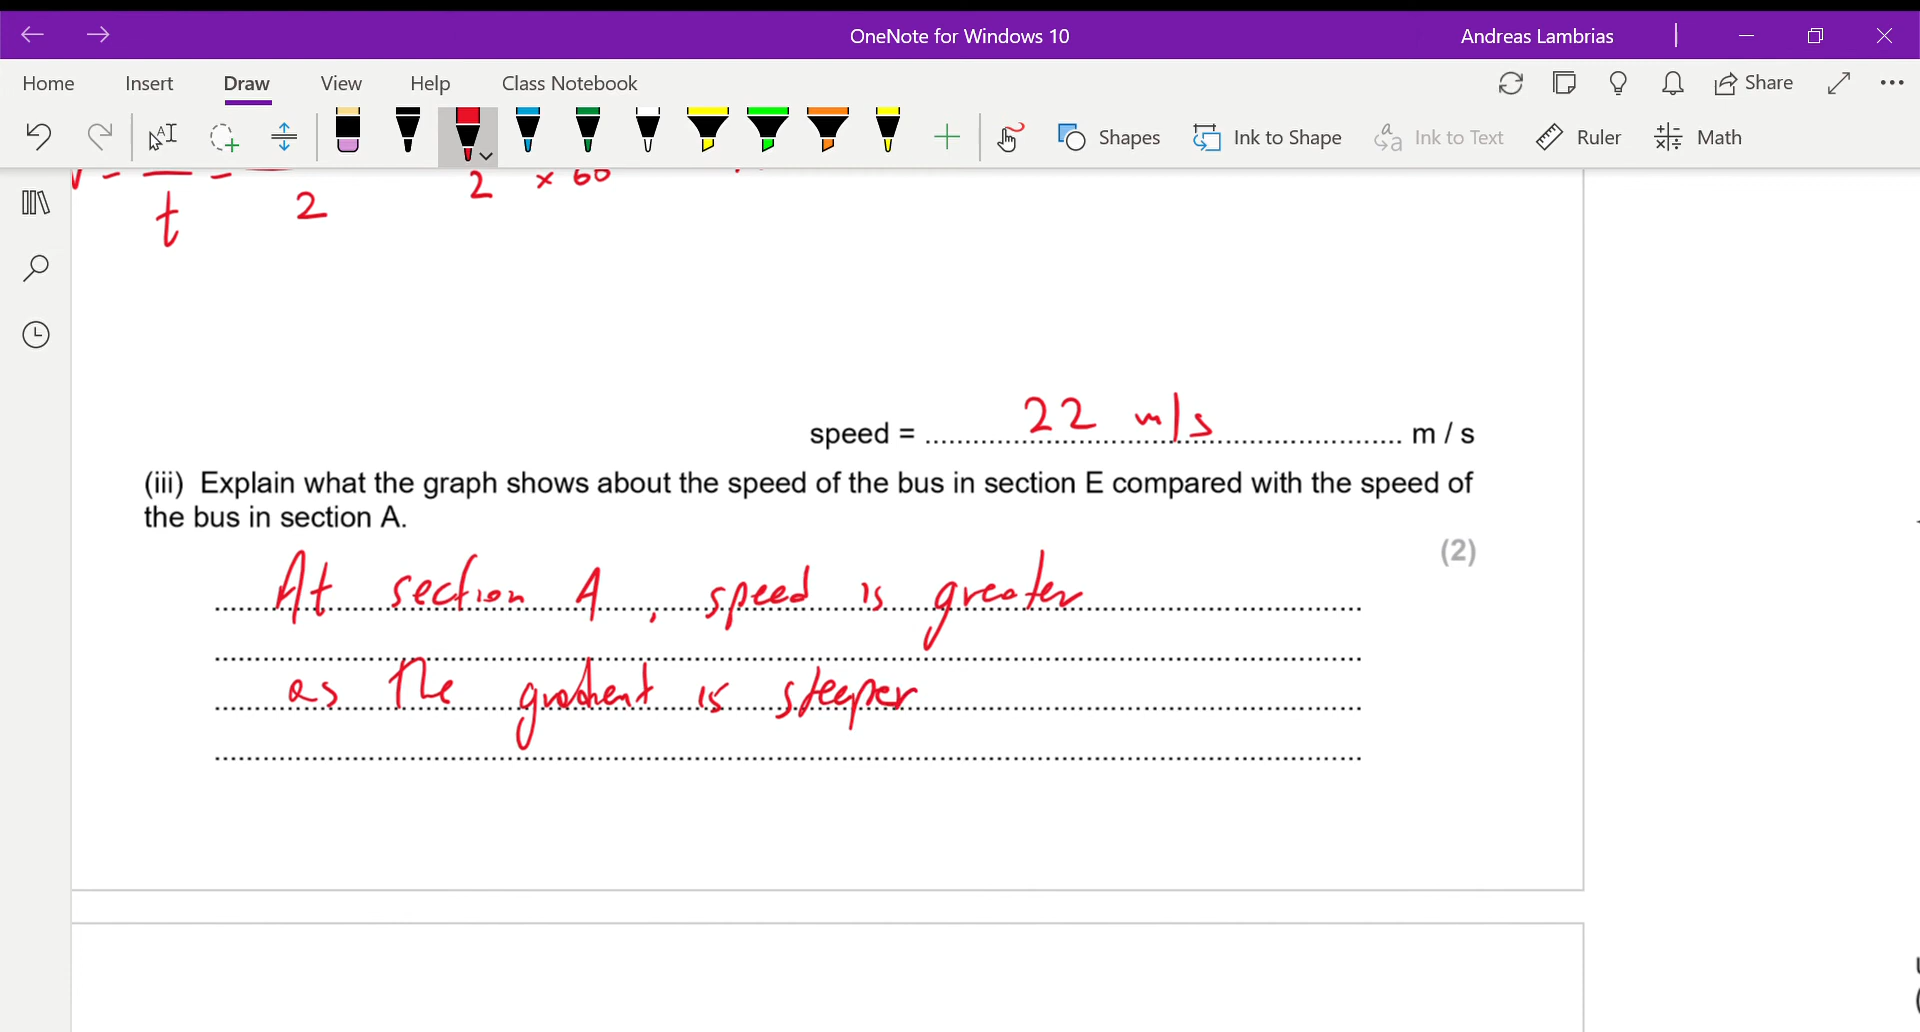 OneNote for Windows 10 Andreas Lambrias
Home Insert Draw View Help Class Notebook Share
Shapes Ink to Shape Ink to Text Ruler Math
t 2 2 × 60
22 m/s
speed = m / s
(iii) Explain what the graph shows about the speed of the bus in section E compared with the speed of
the bus in section A.
(2)
At section A, speed is greater
as the gradient is steeper